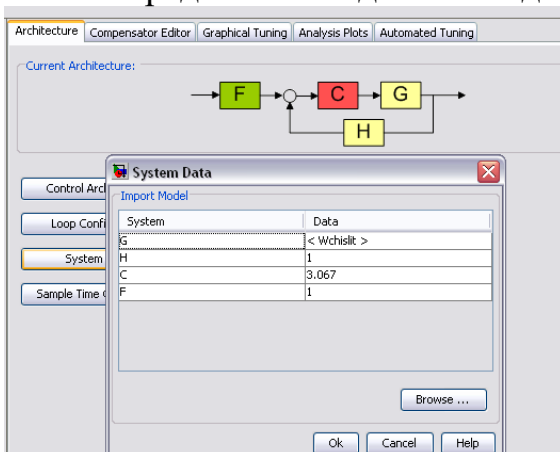 Architecture Compensator Editor Graphical Tuning Analysis Plots Automated Tuning
Current Architecture:
F C G
H
System Data
Control Arc
Import Model
System Data
Loop Confi
G < Wchislit >
H 1
System
C 3.067
F 1
Sample Time
Browse ...
Ok Cancel Help